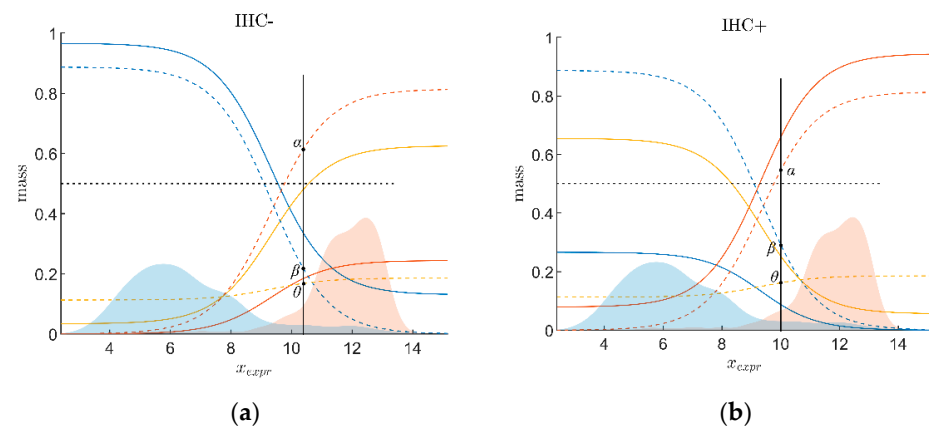 IHC-
1
0.8
0.6
0.4
0.2
0
mass
α
β
θ
4 6 8 10 12 14
x_expr
(a)
IHC+
1
0.8
0.6
0.4
0.2
0
mass
α
β
θ
4 6 8 10 12 14
x_expr
(b)